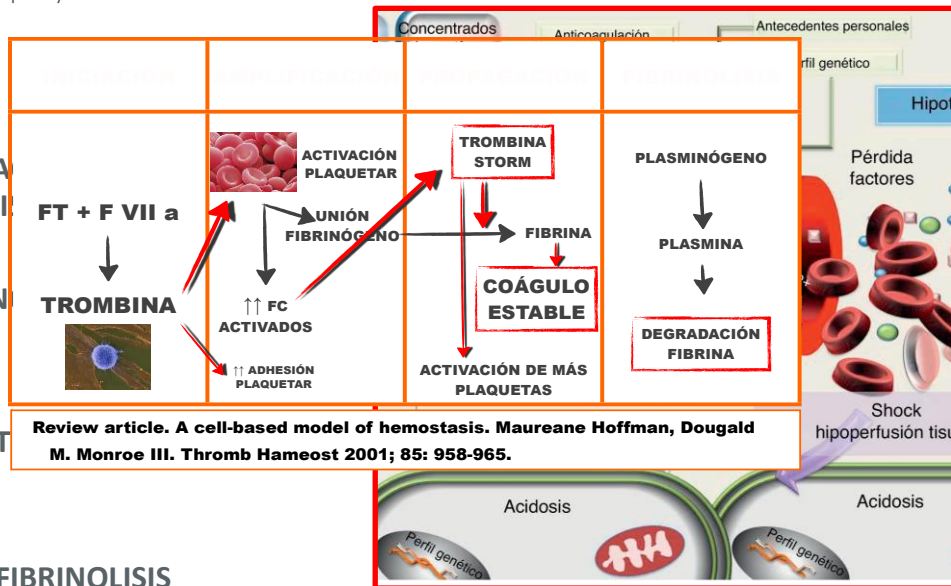 Concentrados
Anticoagulación
Antecedentes personales
rfil genético
Hipot
FT + F VII a
TROMBINA
ACTIVACIÓN
PLAQUETAR
UNIÓN
FIBRINÓGENO
↑↑ FC
ACTIVADOS
↑↑ ADHESIÓN
PLAQUETAR
TROMBINA
STORM
FIBRINA
COÁGULO
ESTABLE
ACTIVACIÓN DE MÁS
PLAQUETAS
PLASMINÓGENO
PLASMINA
DEGRADACIÓN
FIBRINA
Pérdida
factores
Review article. A cell-based model of hemostasis. Maureane Hoffman, Dougald
M. Monroe III. Thromb Hameost 2001; 85: 958-965.
Shock
hipoperfusión tisu
Acidosis
Perfil genético
Acidosis
Perfil genético
FIBRINOLISIS